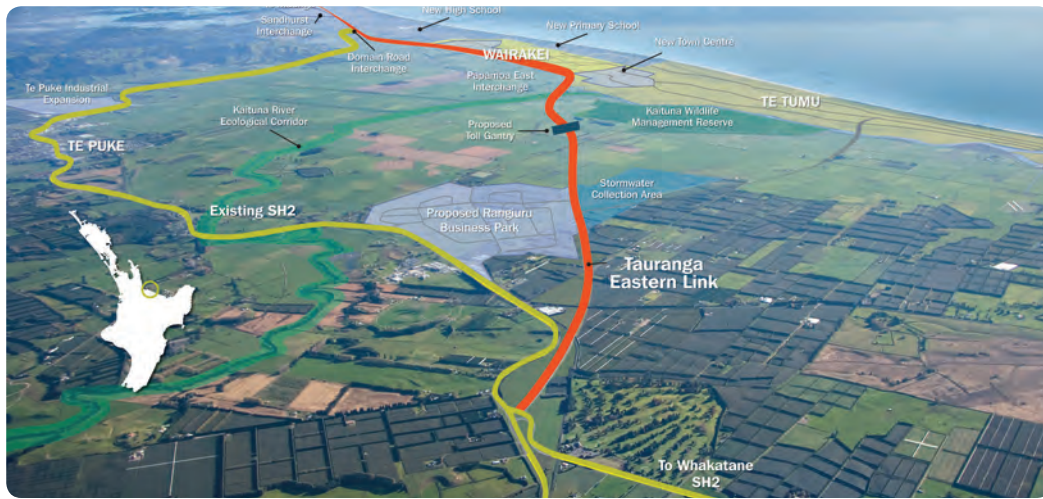 Sandhurst
Interchange
New High School
New Primary School
WAIRAKEI
New Town Centre
Domain Road
Interchange
Papamoa East
Interchange
Te Puke Industrial
Expansion
Kaituna River
Ecological Corridor
TE TUMU
Kaituna Wildlife
Management Reserve
Proposed
Toll Gantry
TE PUKE
Stormwater
Collection Area
Existing SH2
Proposed Rangiuru
Business Park
Tauranga
Eastern Link
To Whakatane
SH2